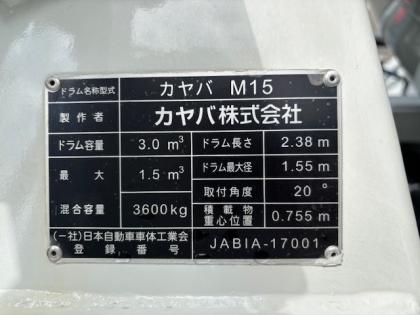 ドラム名称型式 カヤバ M15
製作者 カヤバ株式会社
ドラム容量 3.0 m³ ドラム長さ 2.38 m
最大 1.5 m³ ドラム最大径 1.55 m
取付角度 20°
混合容量 3600kg 積載物重心位置 0.755 m
(一社)日本自動車車体工業会
登録番号 JABIA-17001